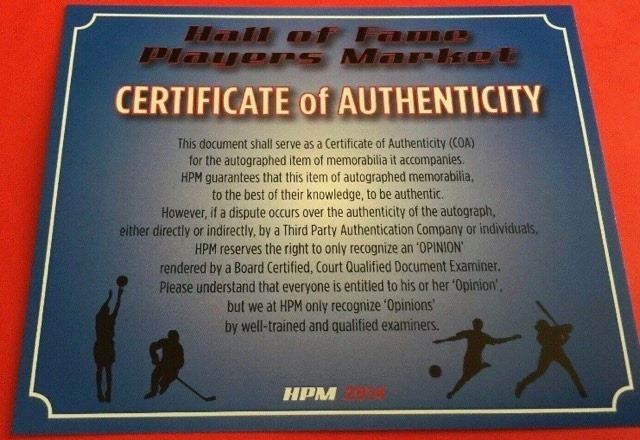 Hall of Fame
Players Market
CERTIFICATE of AUTHENTICITY
This document shall serve as a Certificate of Authenticity (COA)
for the autographed item of memorabilia it accompanies.
HPM guarantees that this item of autographed memorabilia,
to the best of their knowledge, to be authentic.
However, if a dispute occurs over the authenticity of the autograph,
either directly or indirectly, by a Third Party Authentication Company or individuals,
HPM reserves the right to only recognize an 'OPINION'
rendered by a Board Certified, Court Qualified Document Examiner.
Please understand that everyone is entitled to his or her 'Opinion',
but we at HPM only recognize 'Opinions'
by well-trained and qualified examiners.
HPM 2014